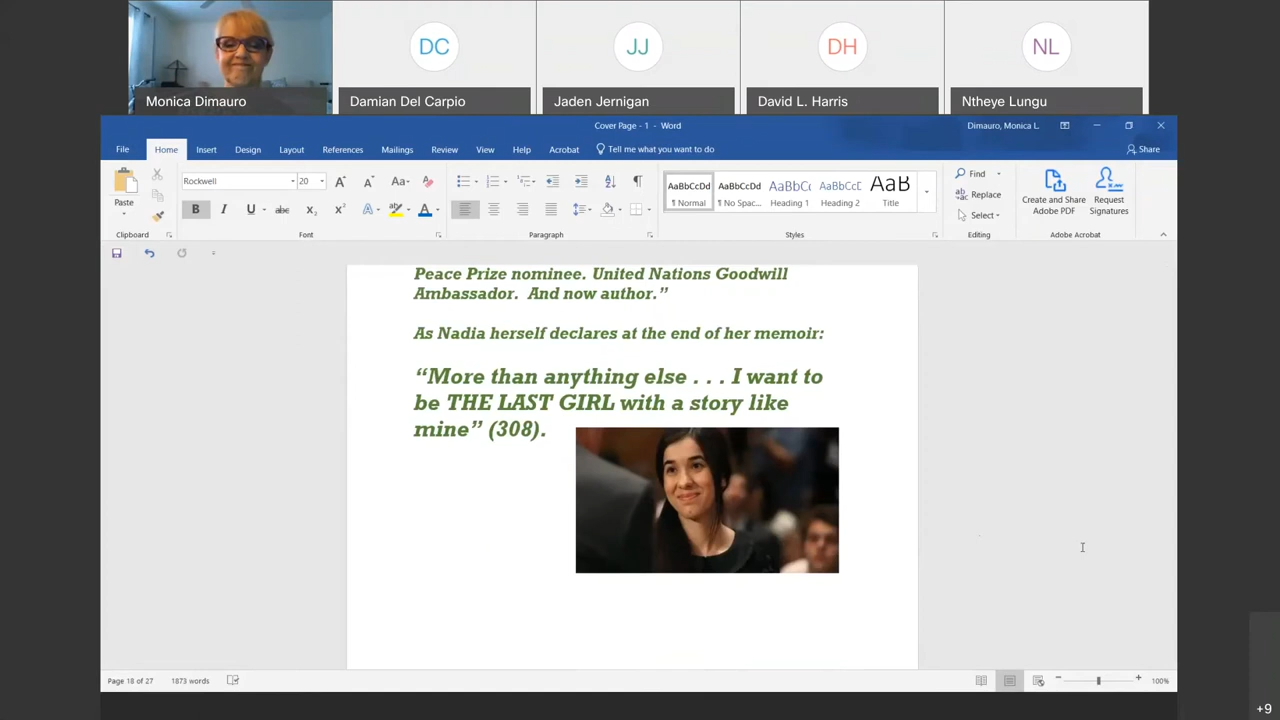 DC
JJ
DH
NL
Monica Dimauro
Damian Del Carpio
Jaden Jernigan
David L. Harris
Ntheye Lungu
Cover Page - 1 - Word
Dimauro, Monica L.
File Home Insert Design Layout References Mailings Review View Help Acrobat Tell me what you want to do Share
Paste
Clipboard
Rockwell 20
Font
Paragraph
AaBbCcDd AaBbCcDd AaBbCc AaBbCcD AaB
¶ Normal ¶ No Spac... Heading 1 Heading 2 Title
Styles
Find
Replace
Select
Editing
Create and Share
Adobe PDF
Request
Signatures
Adobe Acrobat
Peace Prize nominee. United Nations Goodwill
Ambassador. And now author.”
As Nadia herself declares at the end of her memoir:
“More than anything else . . . I want to
be THE LAST GIRL with a story like
mine” (308).
Page 18 of 27 1873 words 100%
+9